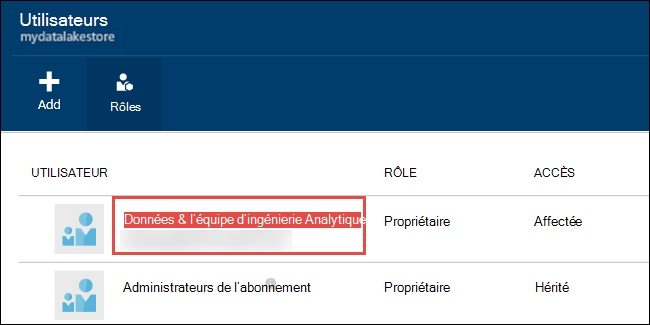 Utilisateurs
mydatalakestore
Add
Rôles
UTILISATEUR RÔLE ACCÈS
Données & l'équipe d'ingénierie Analytique Propriétaire Affectée
Administrateurs de l'abonnement Propriétaire Hérité